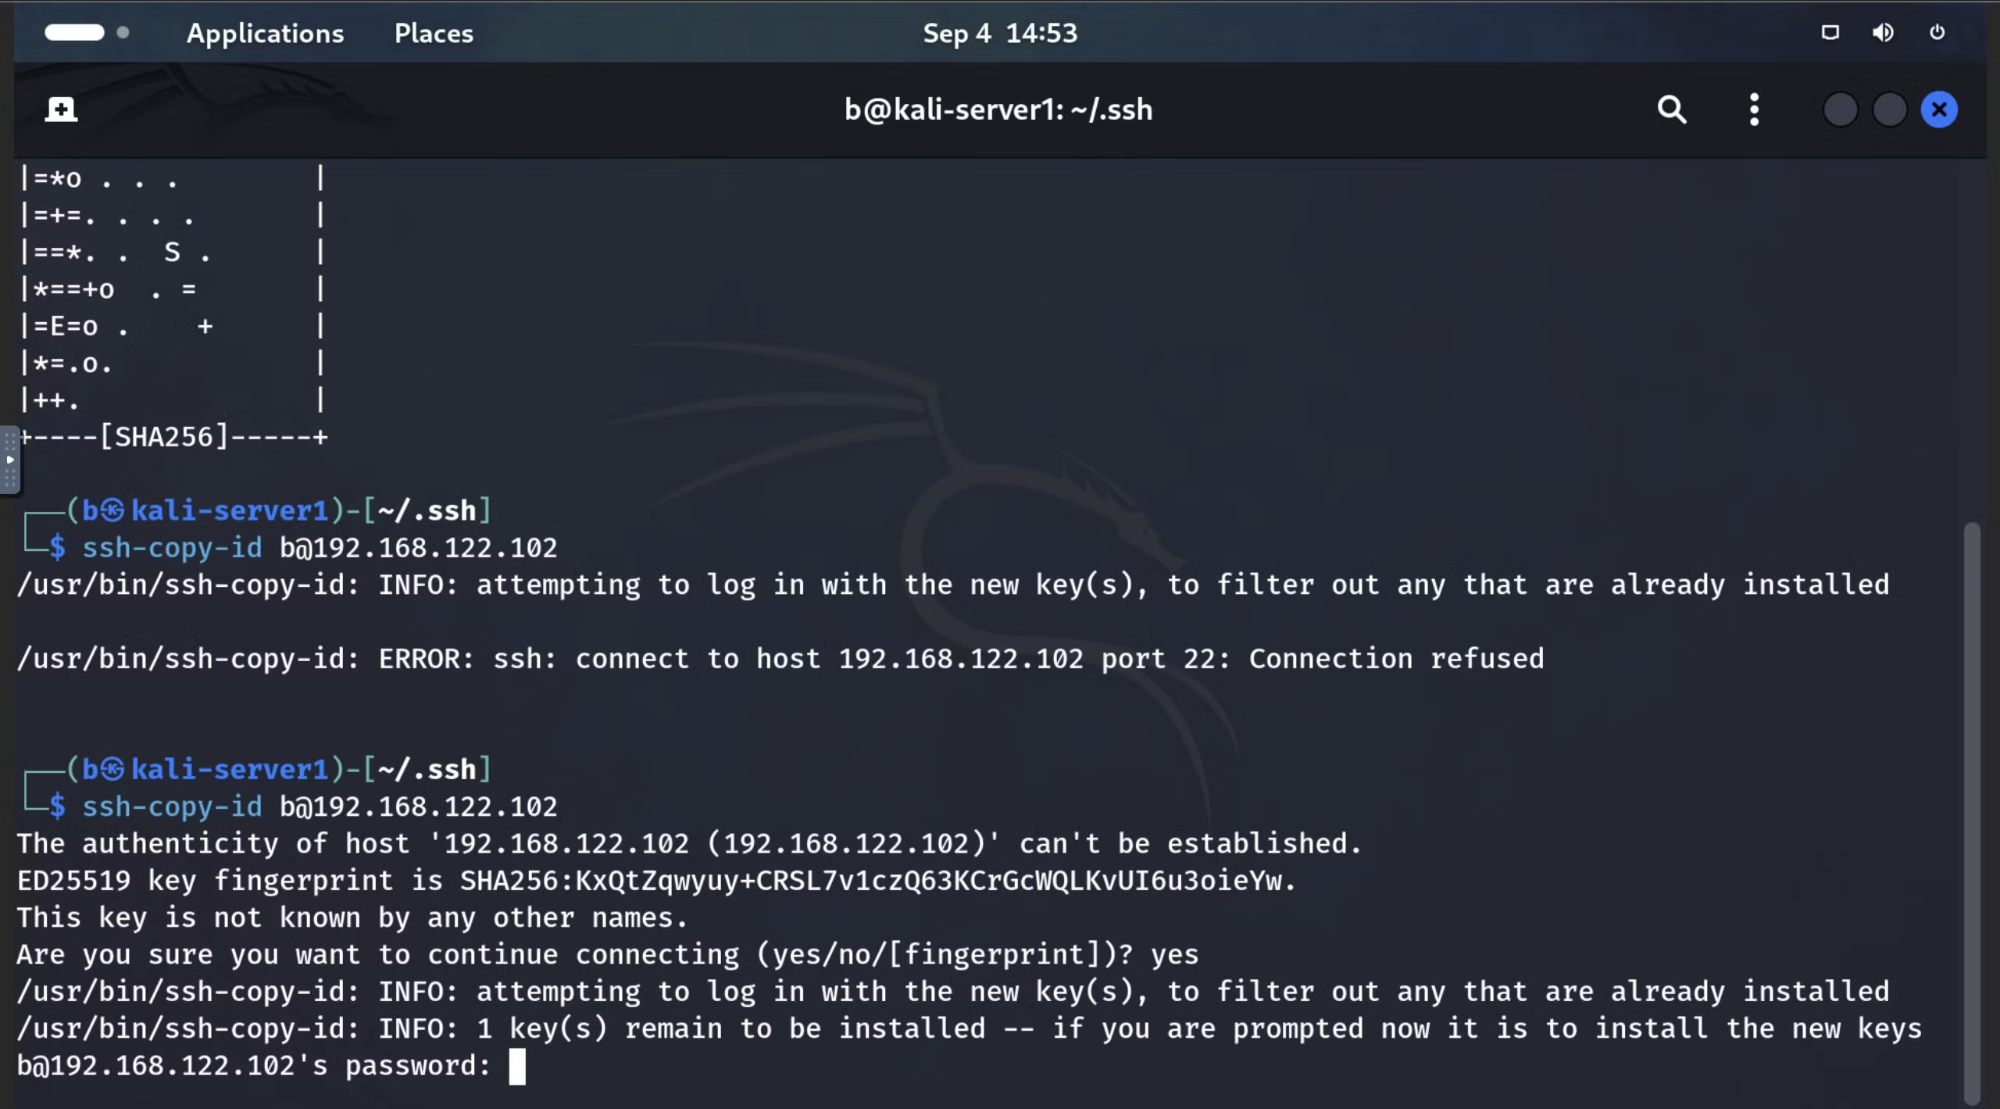 Applications Places Sep 4 14:53
b@kali-server1: ~/.ssh
|=*o . . .        |
|=+=. . . .       |
|==*. .  S .      |
|*==+o  . =       |
|=E=o .    +      |
|*=.o.            |
|++.              |
+----[SHA256]-----+
┌──(b㉿kali-server1)-[~/.ssh]
└─$ ssh-copy-id b@192.168.122.102
/usr/bin/ssh-copy-id: INFO: attempting to log in with the new key(s), to filter out any that are already installed
/usr/bin/ssh-copy-id: ERROR: ssh: connect to host 192.168.122.102 port 22: Connection refused
┌──(b㉿kali-server1)-[~/.ssh]
└─$ ssh-copy-id b@192.168.122.102
The authenticity of host '192.168.122.102 (192.168.122.102)' can't be established.
ED25519 key fingerprint is SHA256:KxQtZqwyuy+CRSL7v1czQ63KCrGcWQLKvUI6u3oieYw.
This key is not known by any other names.
Are you sure you want to continue connecting (yes/no/[fingerprint])? yes
/usr/bin/ssh-copy-id: INFO: attempting to log in with the new key(s), to filter out any that are already installed
/usr/bin/ssh-copy-id: INFO: 1 key(s) remain to be installed -- if you are prompted now it is to install the new keys
b@192.168.122.102's password: